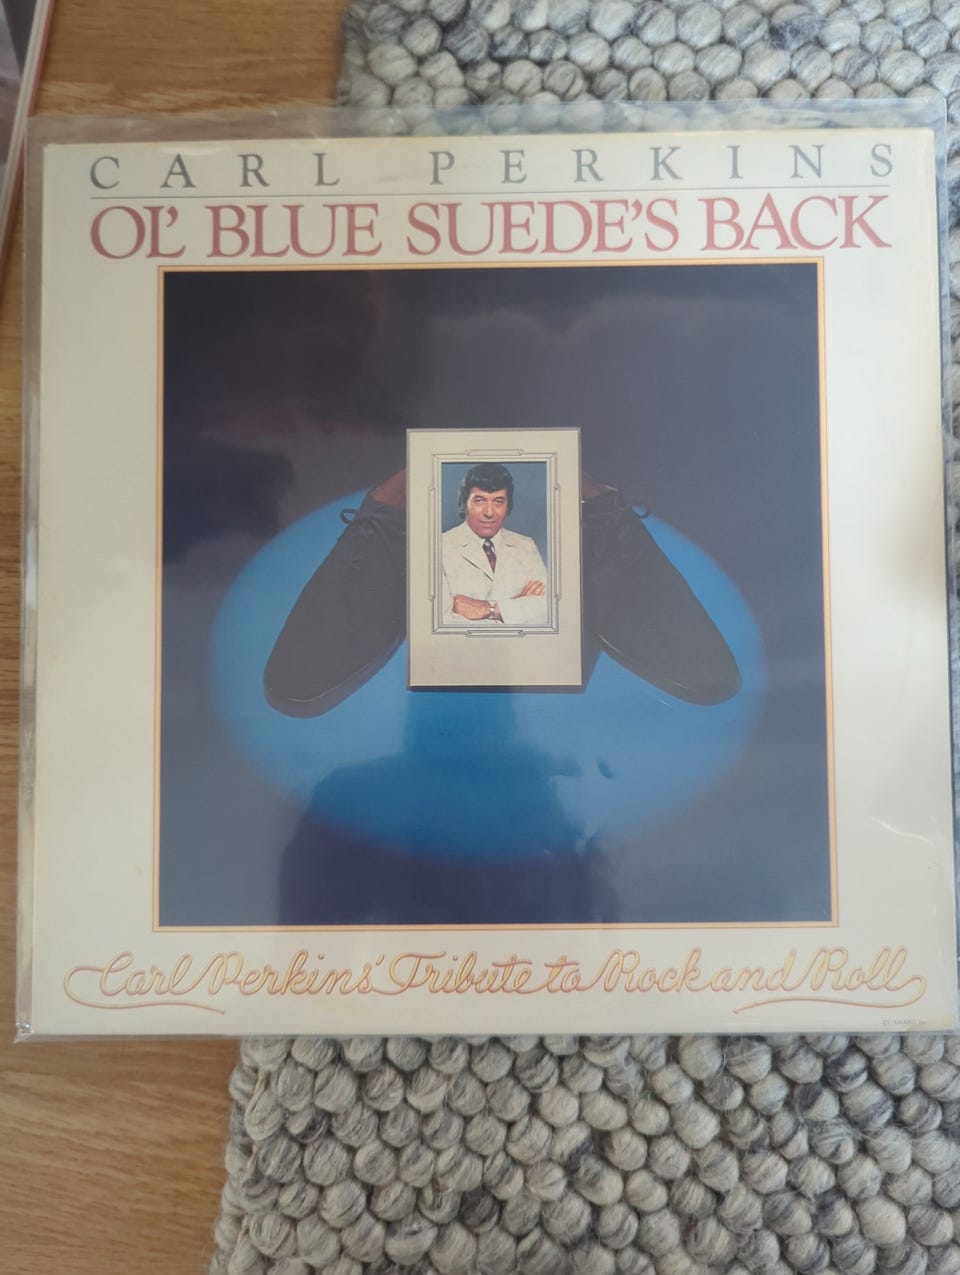 CARL PERKINS
OL' BLUE SUEDE'S BACK
Carl Perkins' Tribute to Rock and Roll